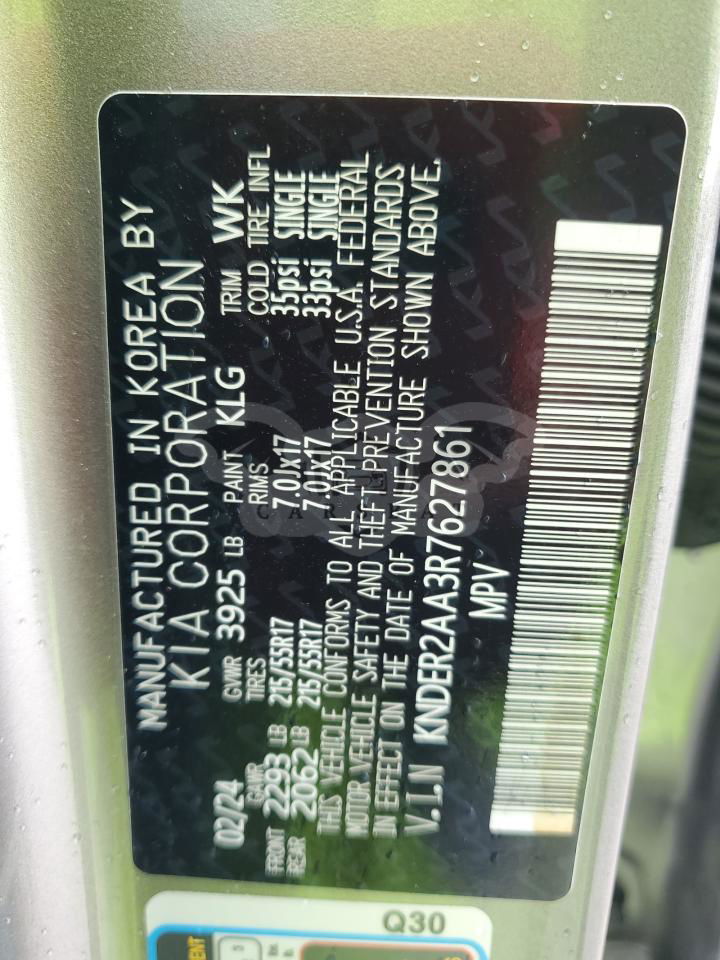 MANUFACTURED IN KOREA BY
02/24 KIA CORPORATION
GAWR GVWR 3925 LB PAINT KLG TRIM WK
TIRES RIMS COLD TIRE INFL
FRONT 2293 LB 215/55R17 7.0Jx17 35psi SINGLE
REAR 2062 LB 215/55R17 7.0Jx17 33psi SINGLE
THIS VEHICLE CONFORMS TO ALL APPLICABLE U.S.A. FEDERAL
MOTOR VEHICLE SAFETY AND THEFT PREVENTION STANDARDS
IN EFFECT ON THE DATE OF MANUFACTURE SHOWN ABOVE.
V.I.N KNDER2AA3R7627861
MPV
Q30